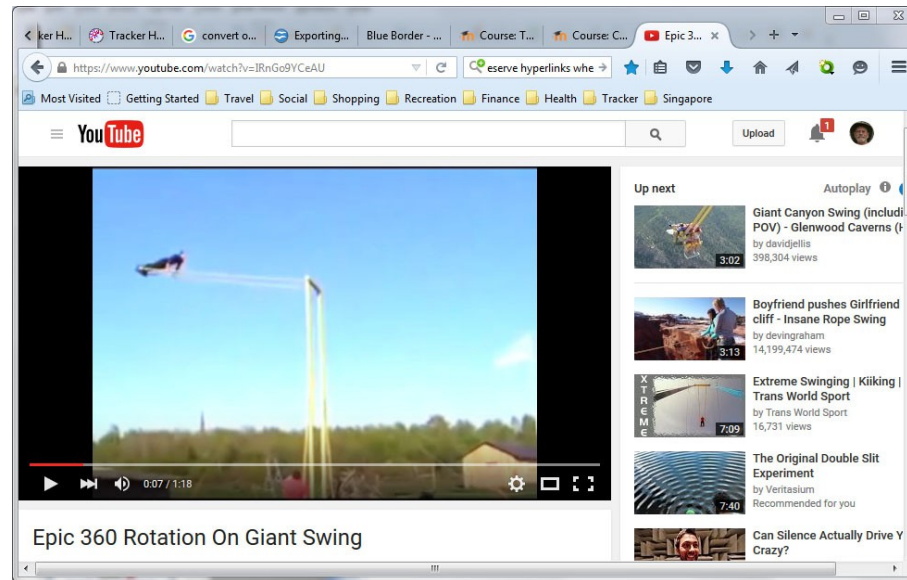 ker H...
Tracker H...
convert o...
Exporting...
Blue Border - ...
Course: T...
Course: C...
Epic 3...
https://www.youtube.com/watch?v=IRnGo9YCeAU
eserve hyperlinks whe
Most Visited
Getting Started
Travel
Social
Shopping
Recreation
Finance
Health
Tracker
Singapore
YouTube
Upload
1
Up next
Autoplay
3:02
Giant Canyon Swing (includi
POV) - Glenwood Caverns (H
by davidjellis
398,304 views
3:13
Boyfriend pushes Girlfriend
cliff - Insane Rope Swing
by devingraham
14,199,474 views
XTREME
7:09
Extreme Swinging | Kiiking |
Trans World Sport
by Trans World Sport
16,731 views
7:40
The Original Double Slit
Experiment
by Veritasium
Recommended for you
Can Silence Actually Drive Y
Crazy?
0:07 / 1:18
Epic 360 Rotation On Giant Swing